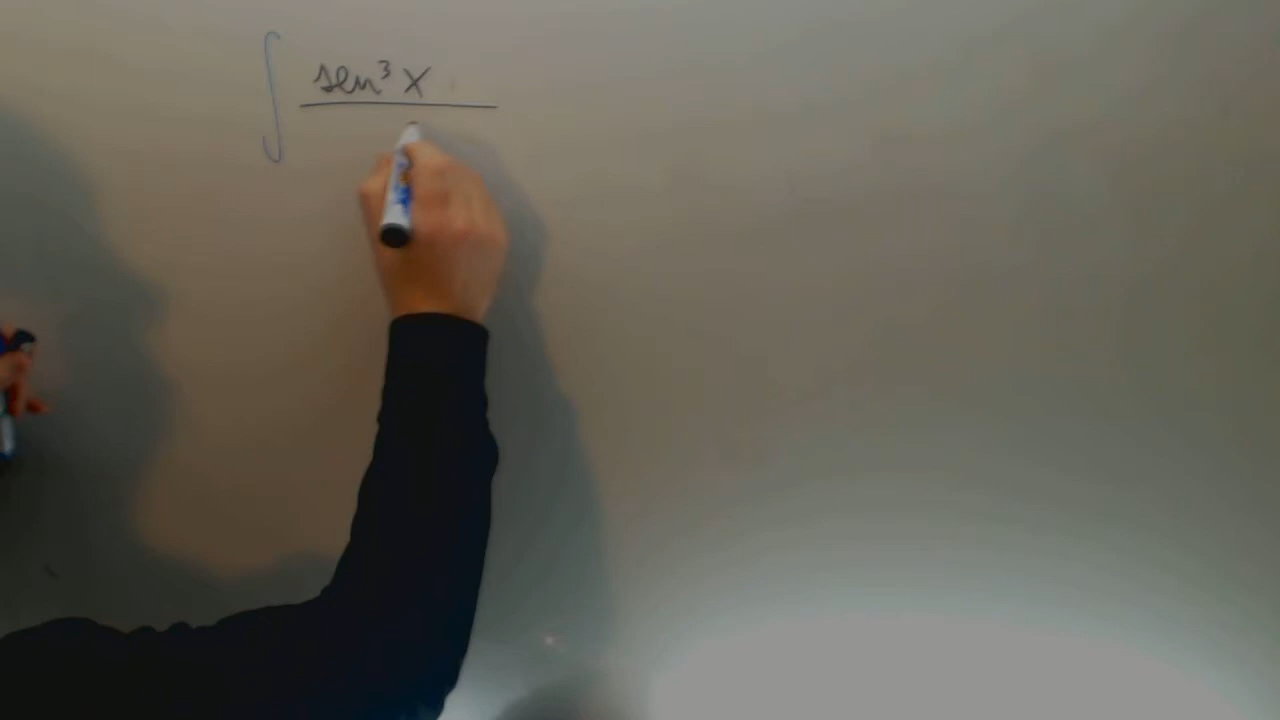 ∫ sen³ x